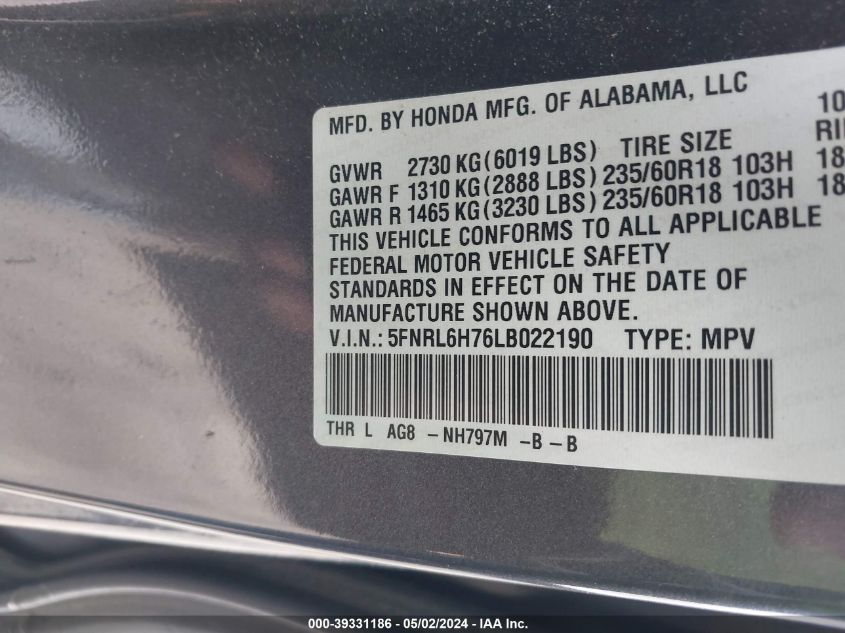 MFD. BY HONDA MFG. OF ALABAMA, LLC 10
GVWR 2730 KG (6019 LBS) TIRE SIZE
GAWR F 1310 KG (2888 LBS) 235/60R18 103H 18
GAWR R 1465 KG (3230 LBS) 235/60R18 103H 18
THIS VEHICLE CONFORMS TO ALL APPLICABLE
FEDERAL MOTOR VEHICLE SAFETY
STANDARDS IN EFFECT ON THE DATE OF
MANUFACTURE SHOWN ABOVE.
V.I.N.: 5FNRL6H76LB022190 TYPE: MPV
THR L AG8 - NH797M - B - B
000-39331186 - 05/02/2024 - IAA Inc.